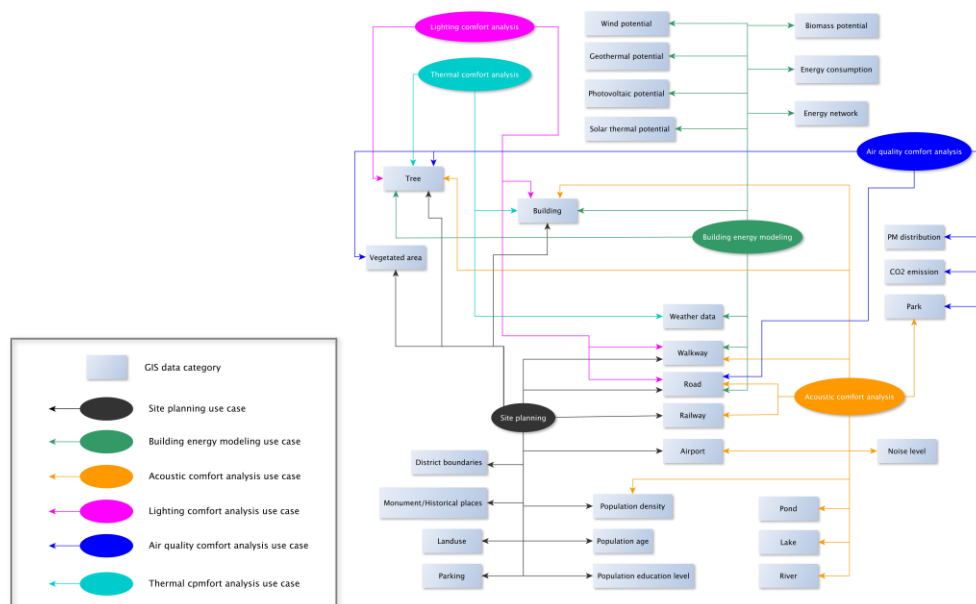 Lighting comfort analysis
Wind potential
Biomass potential
Geothermal potential
Thermal comfort analysis
Energy consumption
Photovoltaic potential
Energy network
Solar thermal potential
Air quality comfort analysis
Tree
Building
Building energy modeling
PM distribution
Vegetated area
CO2 emission
Park
Weather data
Walkway
Road
Acoustic comfort analysis
Site planning
Railway
Airport
Noise level
District boundaries
Monument/Historical places
Population density
Pond
Landuse
Population age
Lake
Parking
Population education level
River
GIS data category
Site planning use case
Building energy modeling use case
Acoustic comfort analysis use case
Lighting comfort analysis use case
Air quality comfort analysis use case
Thermal cpmfort analysis use case